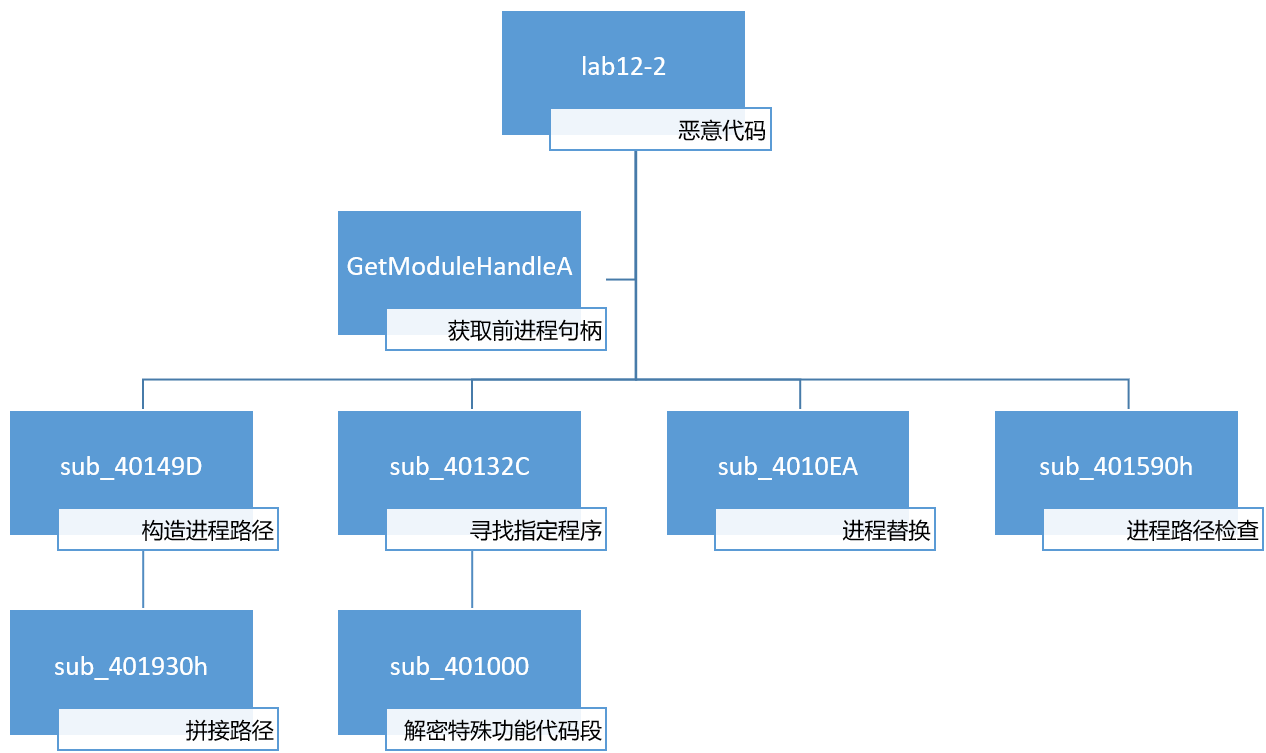 lab12-2
恶意代码
GetModuleHandleA
获取前进程句柄
sub_40149D
构造进程路径
sub_40132C
寻找指定程序
sub_4010EA
进程替换
sub_401590h
进程路径检查
sub_401930h
拼接路径
sub_401000
解密特殊功能代码段